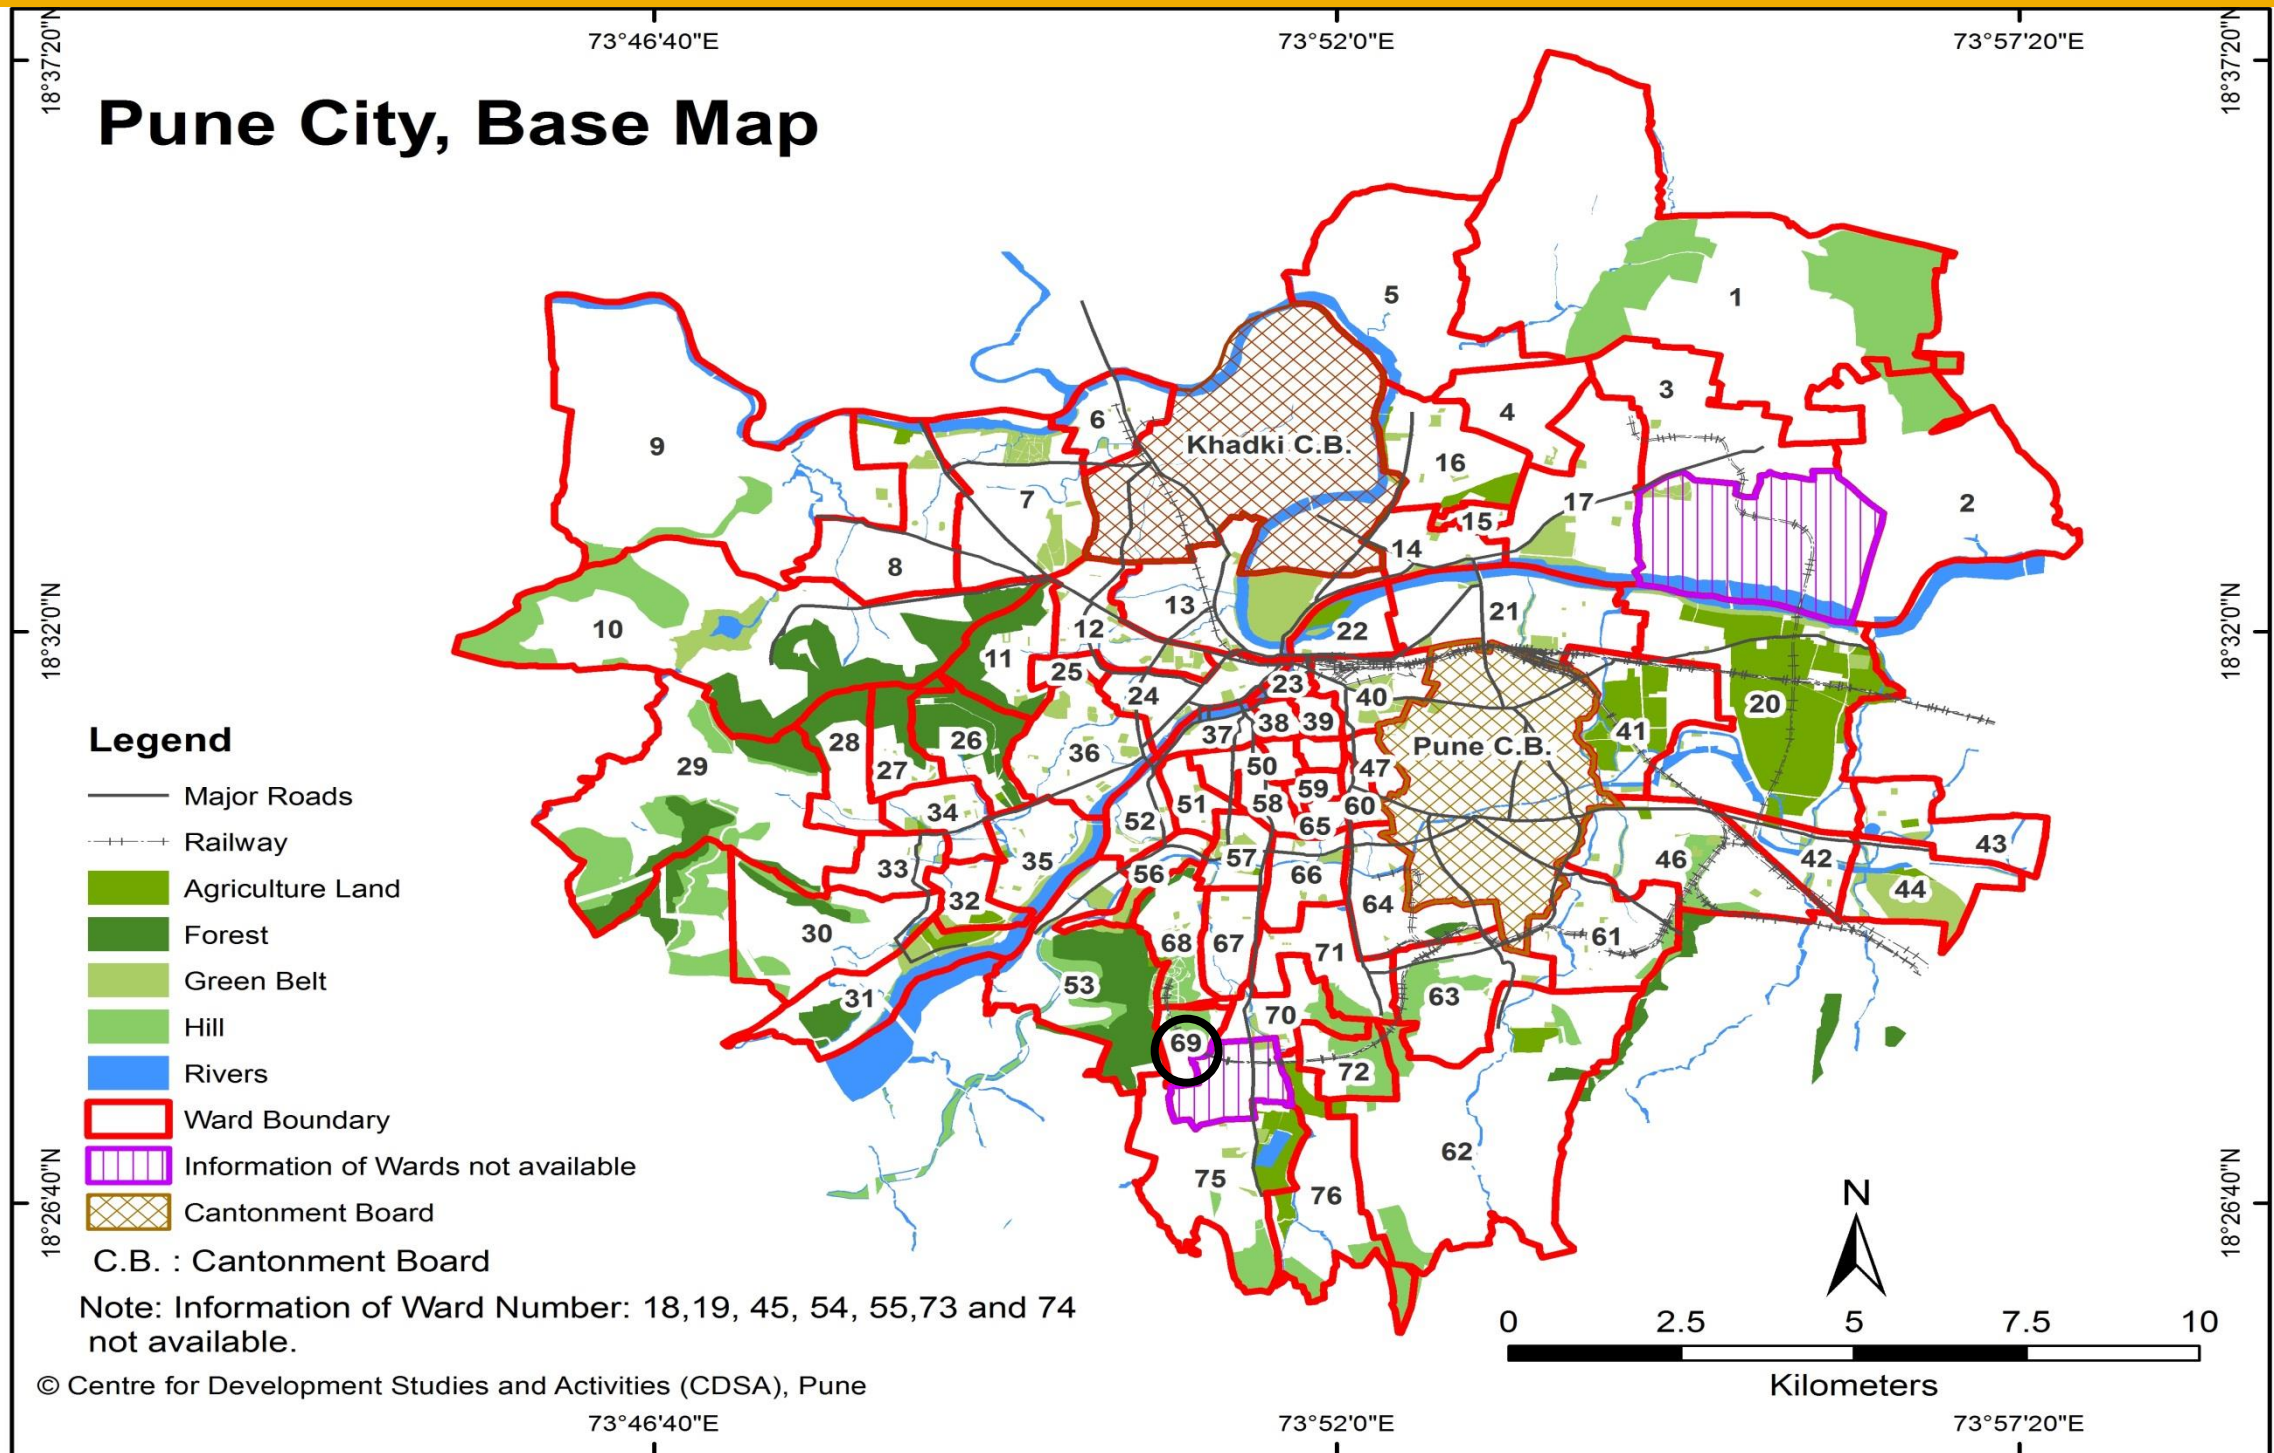 73°46'40"E
73°52'0"E
73°57'20"E
18°37'20"N
18°37'20"N
Pune City, Base Map
5
1
6
3
4
9
Khadki C.B.
16
7
17
2
15
14
8
13
21
10
12
22
11
25
23
24
40
20
38
39
37
41
28
26
Pune C.B.
36
29
27
50
47
59
51
58
60
34
52
65
43
35
57
46
42
33
56
66
44
32
64
30
68
67
61
71
53
31
63
70
69
72
62
75
76
18°32'0"N
18°32'0"N
Legend
Major Roads
Railway
Agriculture Land
Forest
Green Belt
Hill
Rivers
Ward Boundary
Information of Wards not available
Cantonment Board
C.B. : Cantonment Board
Note: Information of Ward Number: 18,19, 45, 54, 55,73 and 74
not available.
© Centre for Development Studies and Activities (CDSA), Pune
18°26'40"N
18°26'40"N
N
0 2.5 5 7.5 10
Kilometers
73°46'40"E
73°52'0"E
73°57'20"E